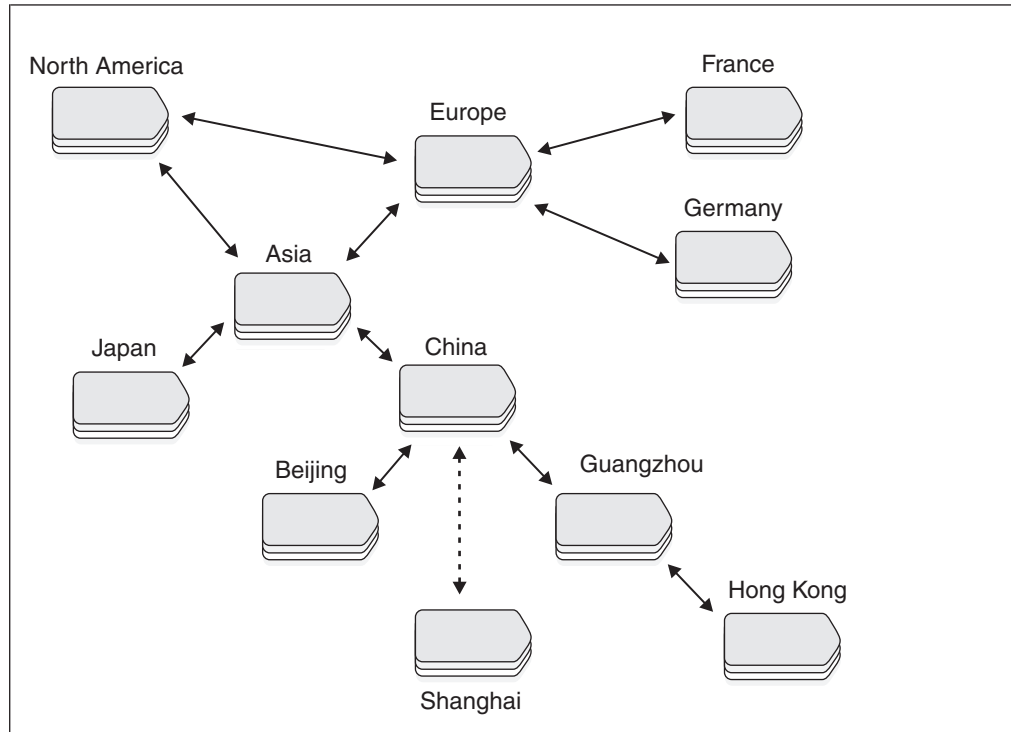 North America
France
Europe
Germany
Asia
Japan
China
Beijing
Guangzhou
Hong Kong
Shanghai